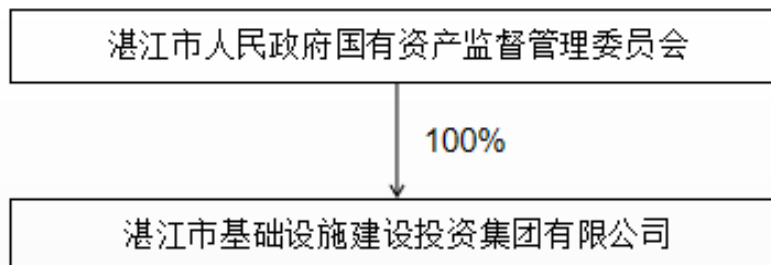 湛江市人民政府国有资产监督管理委员会
100%
湛江市基础设施建设投资集团有限公司